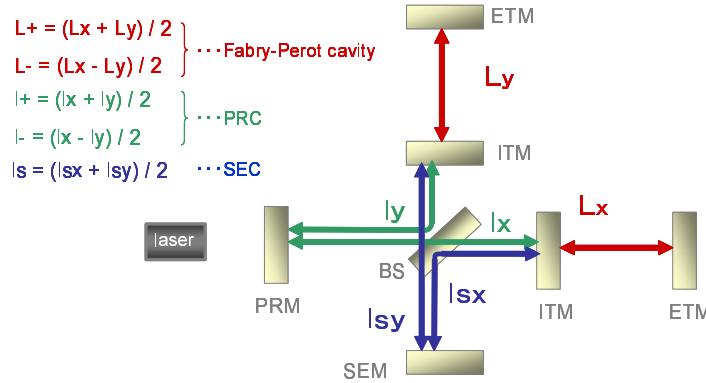 L+ = (Lx + Ly) / 2
L- = (Lx - Ly) / 2
･･･Fabry-Perot cavity
l+ = (lx + ly) / 2
l- = (lx - ly) / 2
･･･PRC
ls = (lsx + lsy) / 2
･･･SEC
ETM
Ly
ITM
ly
lx
Lx
laser
BS
PRM
lsy
lsx
ITM
ETM
SEM